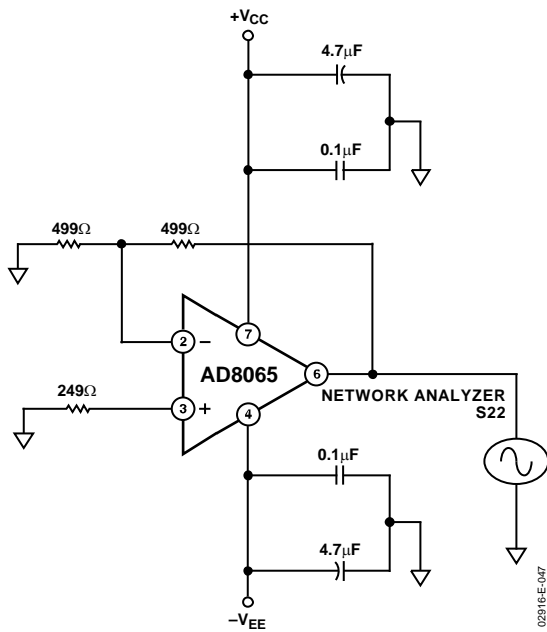 +VCC
4.7µF
0.1µF
499Ω
499Ω
2 –
7
AD8065
6
NETWORK ANALYZER
S22
249Ω
3 +
4
0.1µF
4.7µF
–VEE
02916-E-047